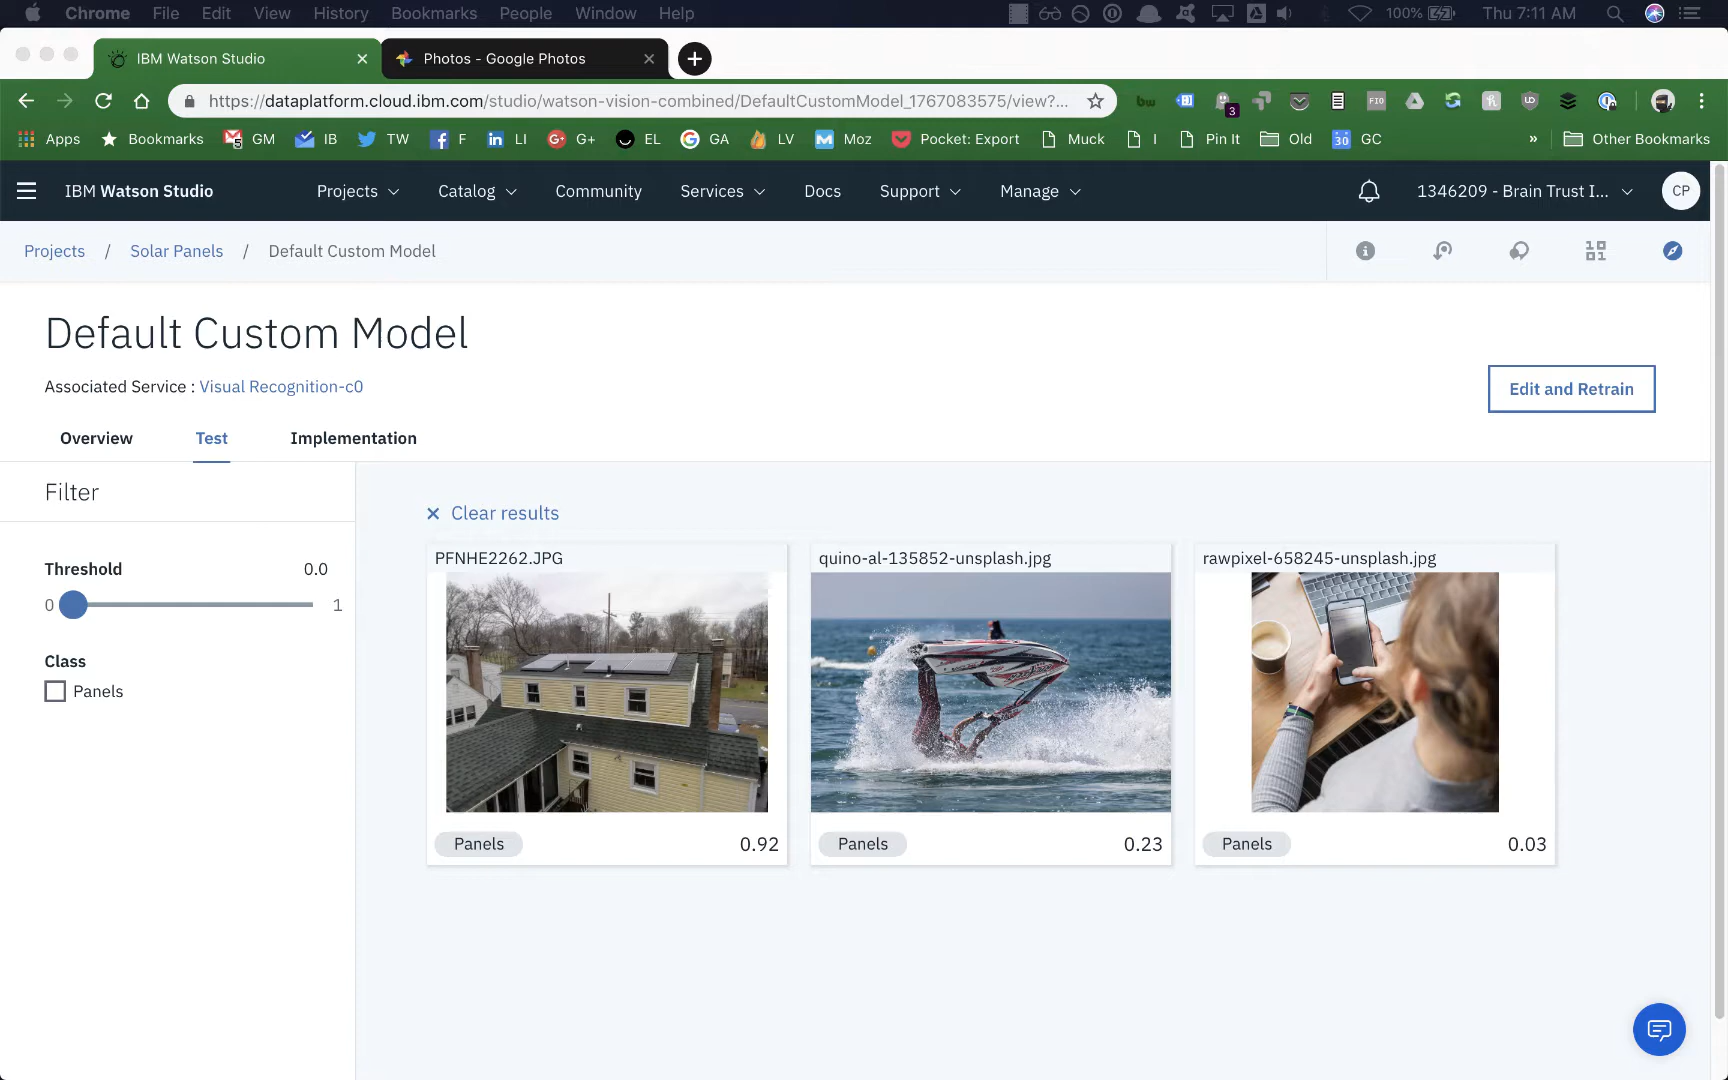 Chrome File Edit View History Bookmarks People Window Help 100% Thu 7:11 AM
IBM Watson Studio Photos - Google Photos
https://dataplatform.cloud.ibm.com/studio/watson-vision-combined/DefaultCustomModel_1767083575/view?... bw 3 FIO
Apps Bookmarks 5 GM IB TW F LI G+ EL GA LV Moz Pocket: Export Muck I Pin It Old 30 GC » Other Bookmarks
IBM Watson Studio Projects Catalog Community Services Docs Support Manage 1346209 - Brain Trust I... CP
Projects / Solar Panels / Default Custom Model
Default Custom Model
Associated Service : Visual Recognition-c0
Edit and Retrain
Overview Test Implementation
Filter
Threshold 0.0
0 1
Class
Panels
Clear results
PFNHE2262.JPG quino-al-135852-unsplash.jpg rawpixel-658245-unsplash.jpg
Panels 0.92 Panels 0.23 Panels 0.03